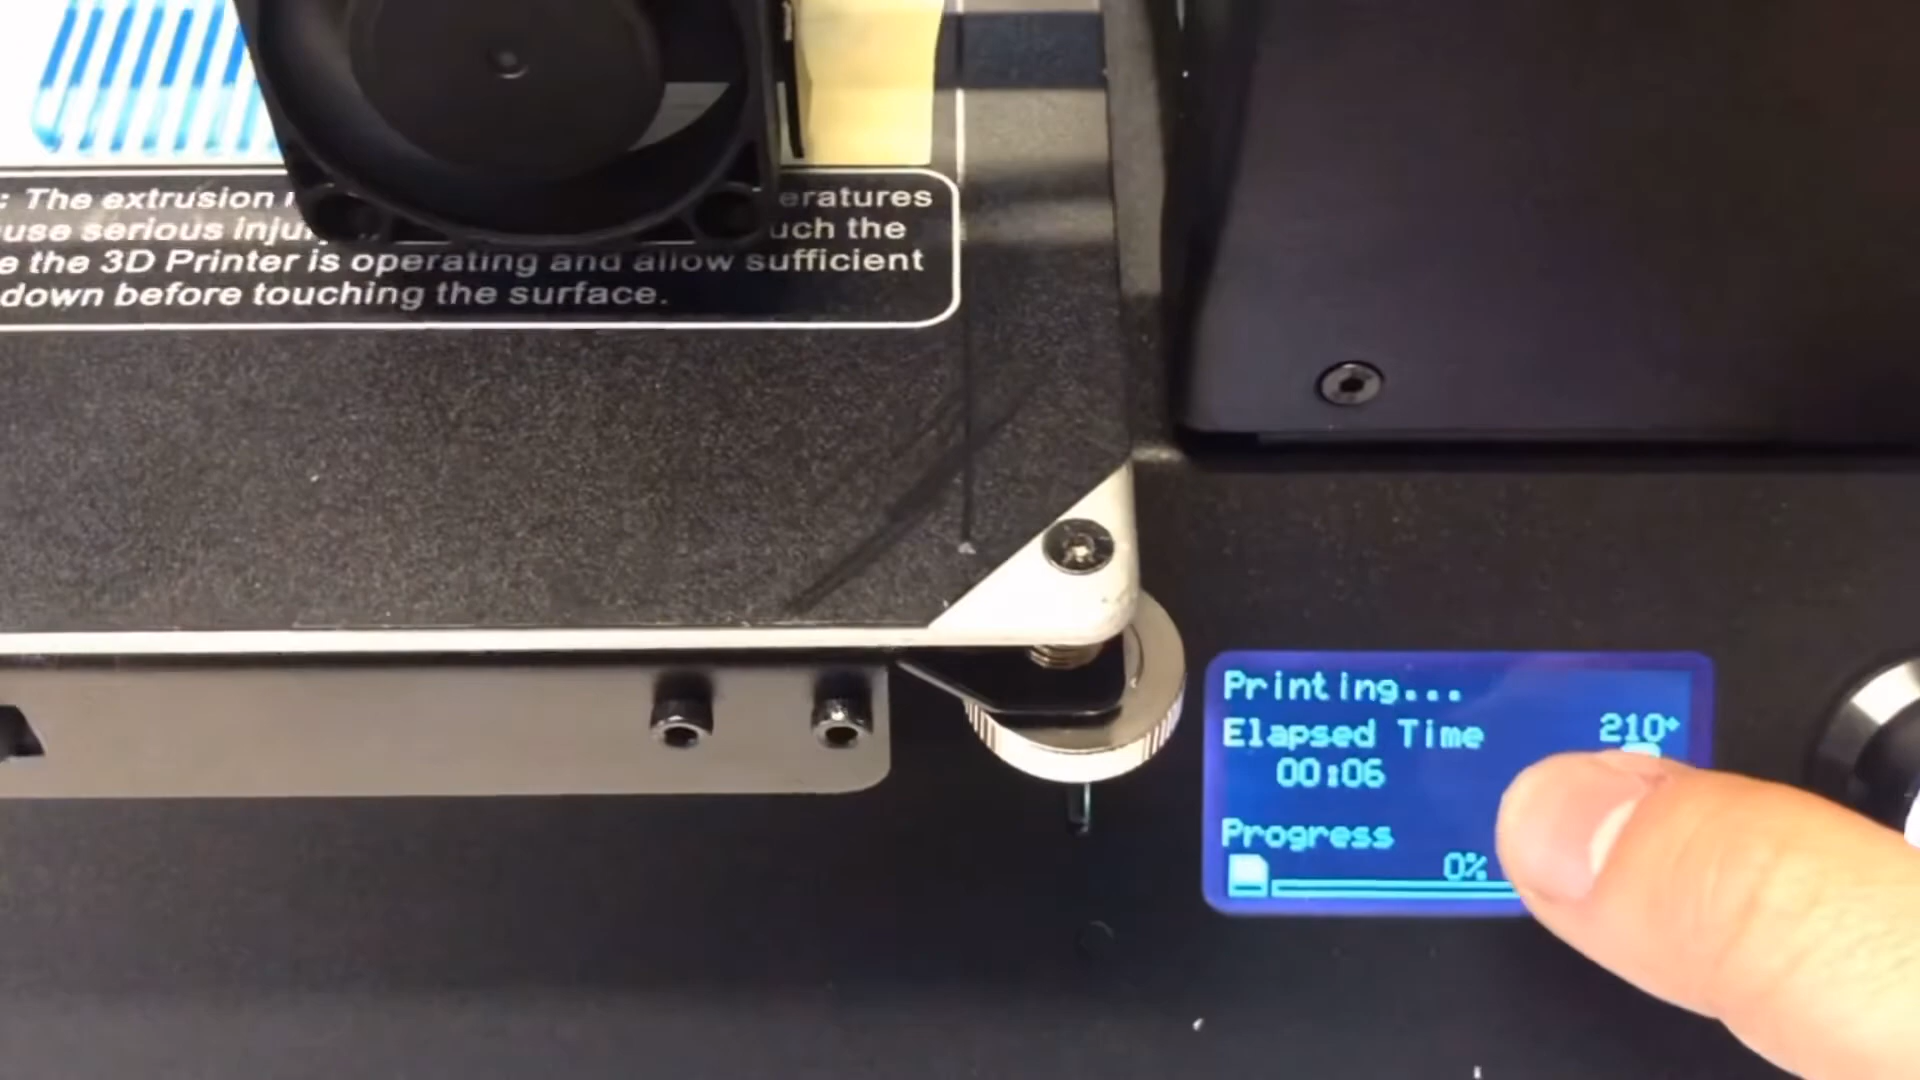 : The extrusion
eratures
use serious injur
uch the
e the 3D Printer is operating and allow sufficient
down before touching the surface.
Printing...
Elapsed Time 210°
00:06
Progress
0%